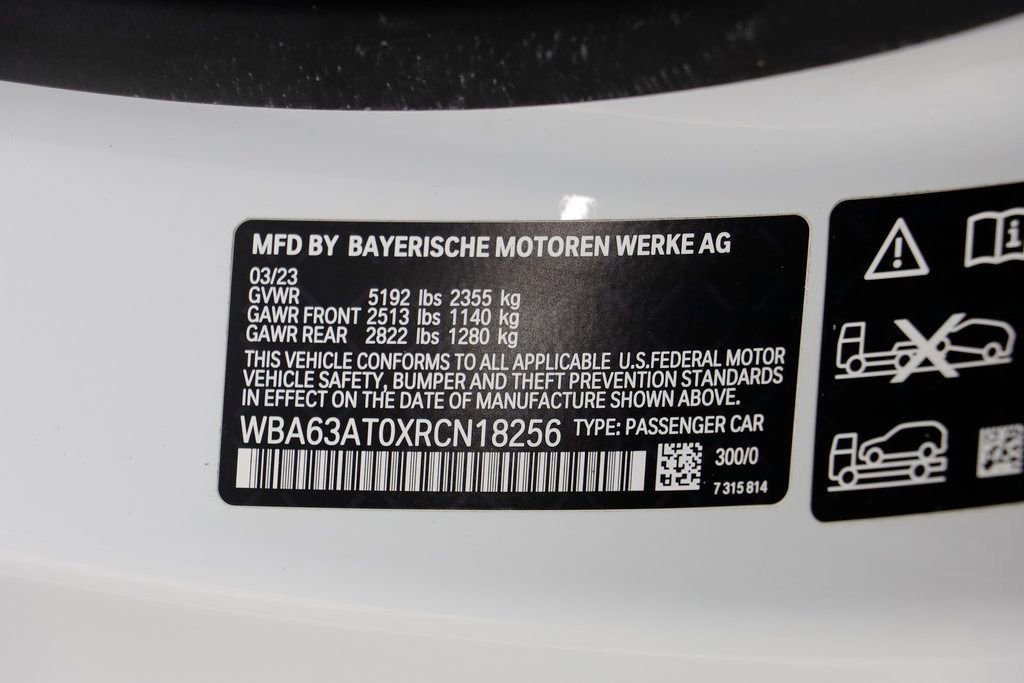 MFD BY BAYERISCHE MOTOREN WERKE AG
03/23
GVWR 5192 lbs 2355 kg
GAWR FRONT 2513 lbs 1140 kg
GAWR REAR 2822 lbs 1280 kg
THIS VEHICLE CONFORMS TO ALL APPLICABLE U.S.FEDERAL MOTOR
VEHICLE SAFETY, BUMPER AND THEFT PREVENTION STANDARDS
IN EFFECT ON THE DATE OF MANUFACTURE SHOWN ABOVE.
WBA63AT0XRCN18256 TYPE: PASSENGER CAR
300/0
7 315 814